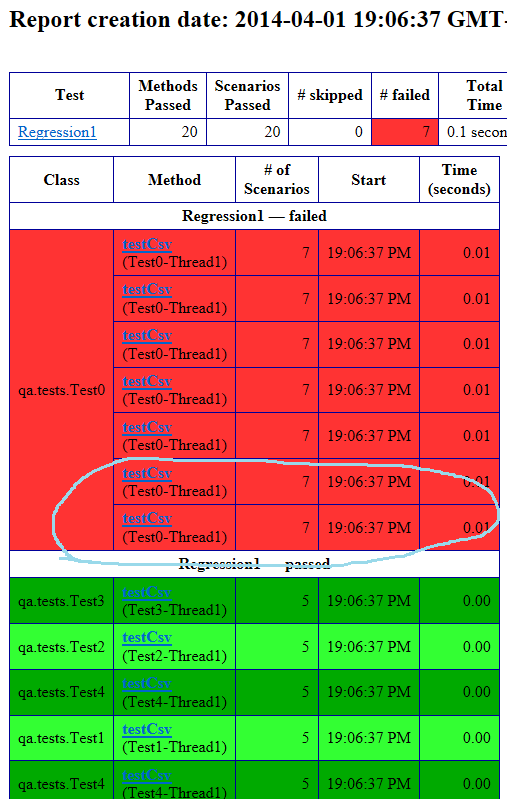 Report creation date: 2014-04-01 19:06:37 GMT-
Test Methods Passed Scenarios Passed # skipped # failed Total Time
Regression1 20 20 0 7 0.1 secon
Class Method # of Scenarios Start Time (seconds)
Regression1 — failed
qa.tests.Test0
testCsv
(Test0-Thread1) 7 19:06:37 PM 0.01
testCsv
(Test0-Thread1) 7 19:06:37 PM 0.01
testCsv
(Test0-Thread1) 7 19:06:37 PM 0.01
testCsv
(Test0-Thread1) 7 19:06:37 PM 0.01
testCsv
(Test0-Thread1) 7 19:06:37 PM 0.01
testCsv
(Test0-Thread1) 7 19:06:37 PM 0.01
testCsv
(Test0-Thread1) 7 19:06:37 PM 0.01
Regression1 — passed
qa.tests.Test3 testCsv
(Test3-Thread1) 5 19:06:37 PM 0.00
qa.tests.Test2 testCsv
(Test2-Thread1) 5 19:06:37 PM 0.00
qa.tests.Test4 testCsv
(Test4-Thread1) 5 19:06:37 PM 0.00
qa.tests.Test1 testCsv
(Test1-Thread1) 5 19:06:37 PM 0.00
qa.tests.Test4 testCsv
(Test4-Thread1) 5 19:06:37 PM 0.00